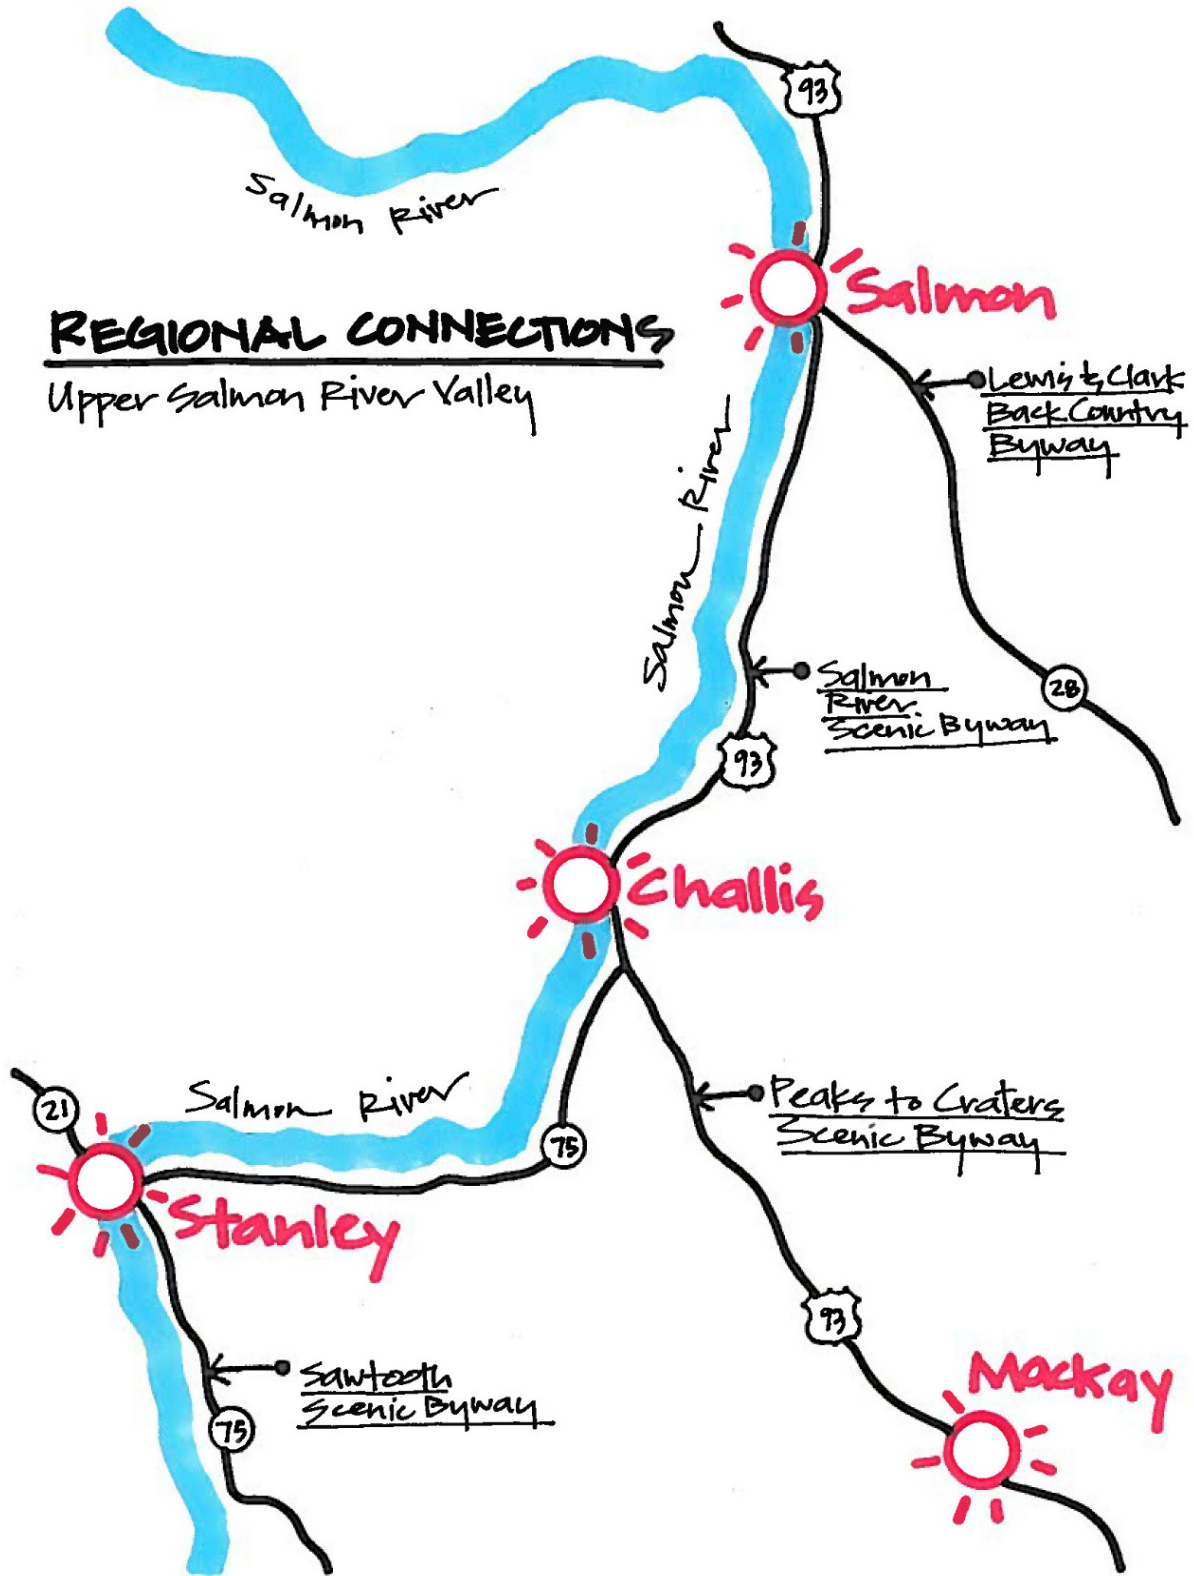 93
Salmon River
Salmon
REGIONAL CONNECTIONS
Upper Salmon River Valley
Lewis & Clark
Back Country
Byway
Salmon River
Salmon
River
Scenic Byway
28
93
Challis
21
Salmon River
Peaks to Craters
Scenic Byway
75
Stanley
93
Sawtooth
Scenic Byway
Mackay
75